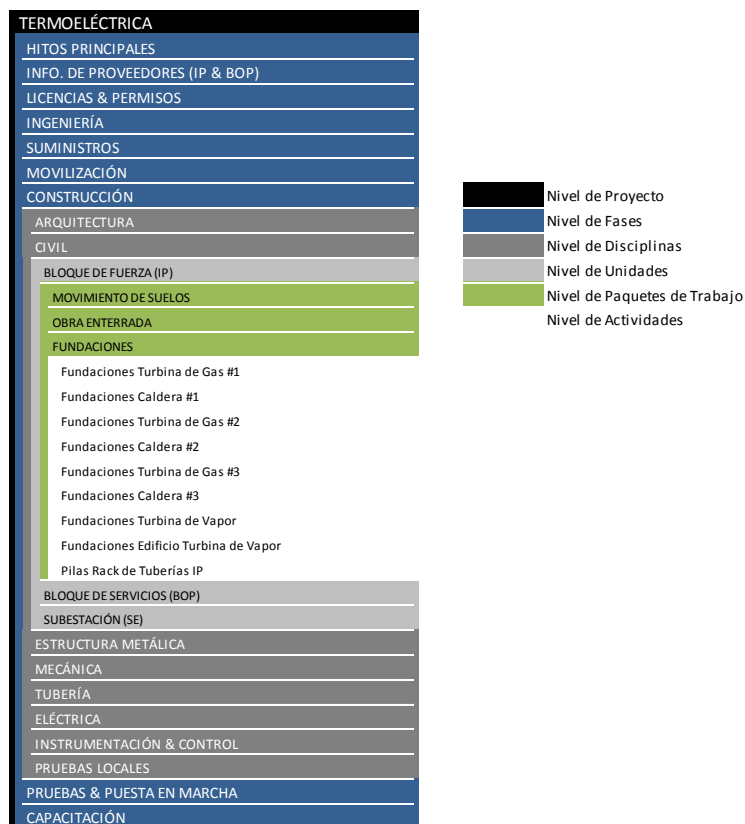 TERMOELÉCTRICA
HITOS PRINCIPALES
INFO. DE PROVEEDORES (IP & BOP)
LICENCIAS & PERMISOS
INGENIERÍA
SUMINISTROS
MOVILIZACIÓN
CONSTRUCCIÓN
ARQUITECTURA
CIVIL
BLOQUE DE FUERZA (IP)
MOVIMIENTO DE SUELOS
OBRA ENTERRADA
FUNDACIONES
Fundaciones Turbina de Gas #1
Fundaciones Caldera #1
Fundaciones Turbina de Gas #2
Fundaciones Caldera #2
Fundaciones Turbina de Gas #3
Fundaciones Caldera #3
Fundaciones Turbina de Vapor
Fundaciones Edificio Turbina de Vapor
Pilas Rack de Tuberías IP
BLOQUE DE SERVICIOS (BOP)
SUBESTACIÓN (SE)
ESTRUCTURA METÁLICA
MECÁNICA
TUBERÍA
ELÉCTRICA
INSTRUMENTACIÓN & CONTROL
PRUEBAS LOCALES
PRUEBAS & PUESTA EN MARCHA
CAPACITACIÓN
Nivel de Proyecto
Nivel de Fases
Nivel de Disciplinas
Nivel de Unidades
Nivel de Paquetes de Trabajo
Nivel de Actividades